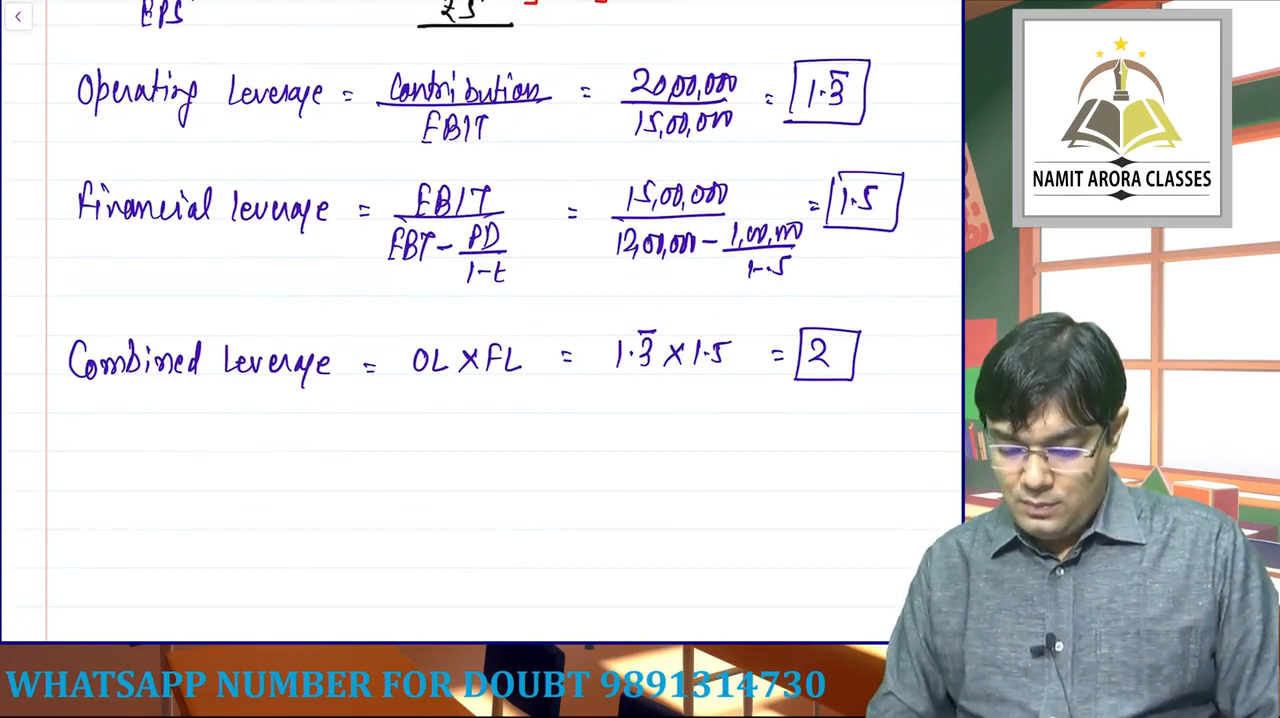 EPS ₹5
Operating Leverage = Contribution / EBIT = 20,00,000 / 15,00,000 = 1.3̅
Financial leverage = EBIT / EBT - PD / 1-t = 15,00,000 / 12,00,000 - 1,00,000 / 1-.5 = 1.5
Combined Leverage = OL X FL = 1.3̅ X 1.5 = 2
NAMIT ARORA CLASSES
WHATSAPP NUMBER FOR DOUBT 9891314730